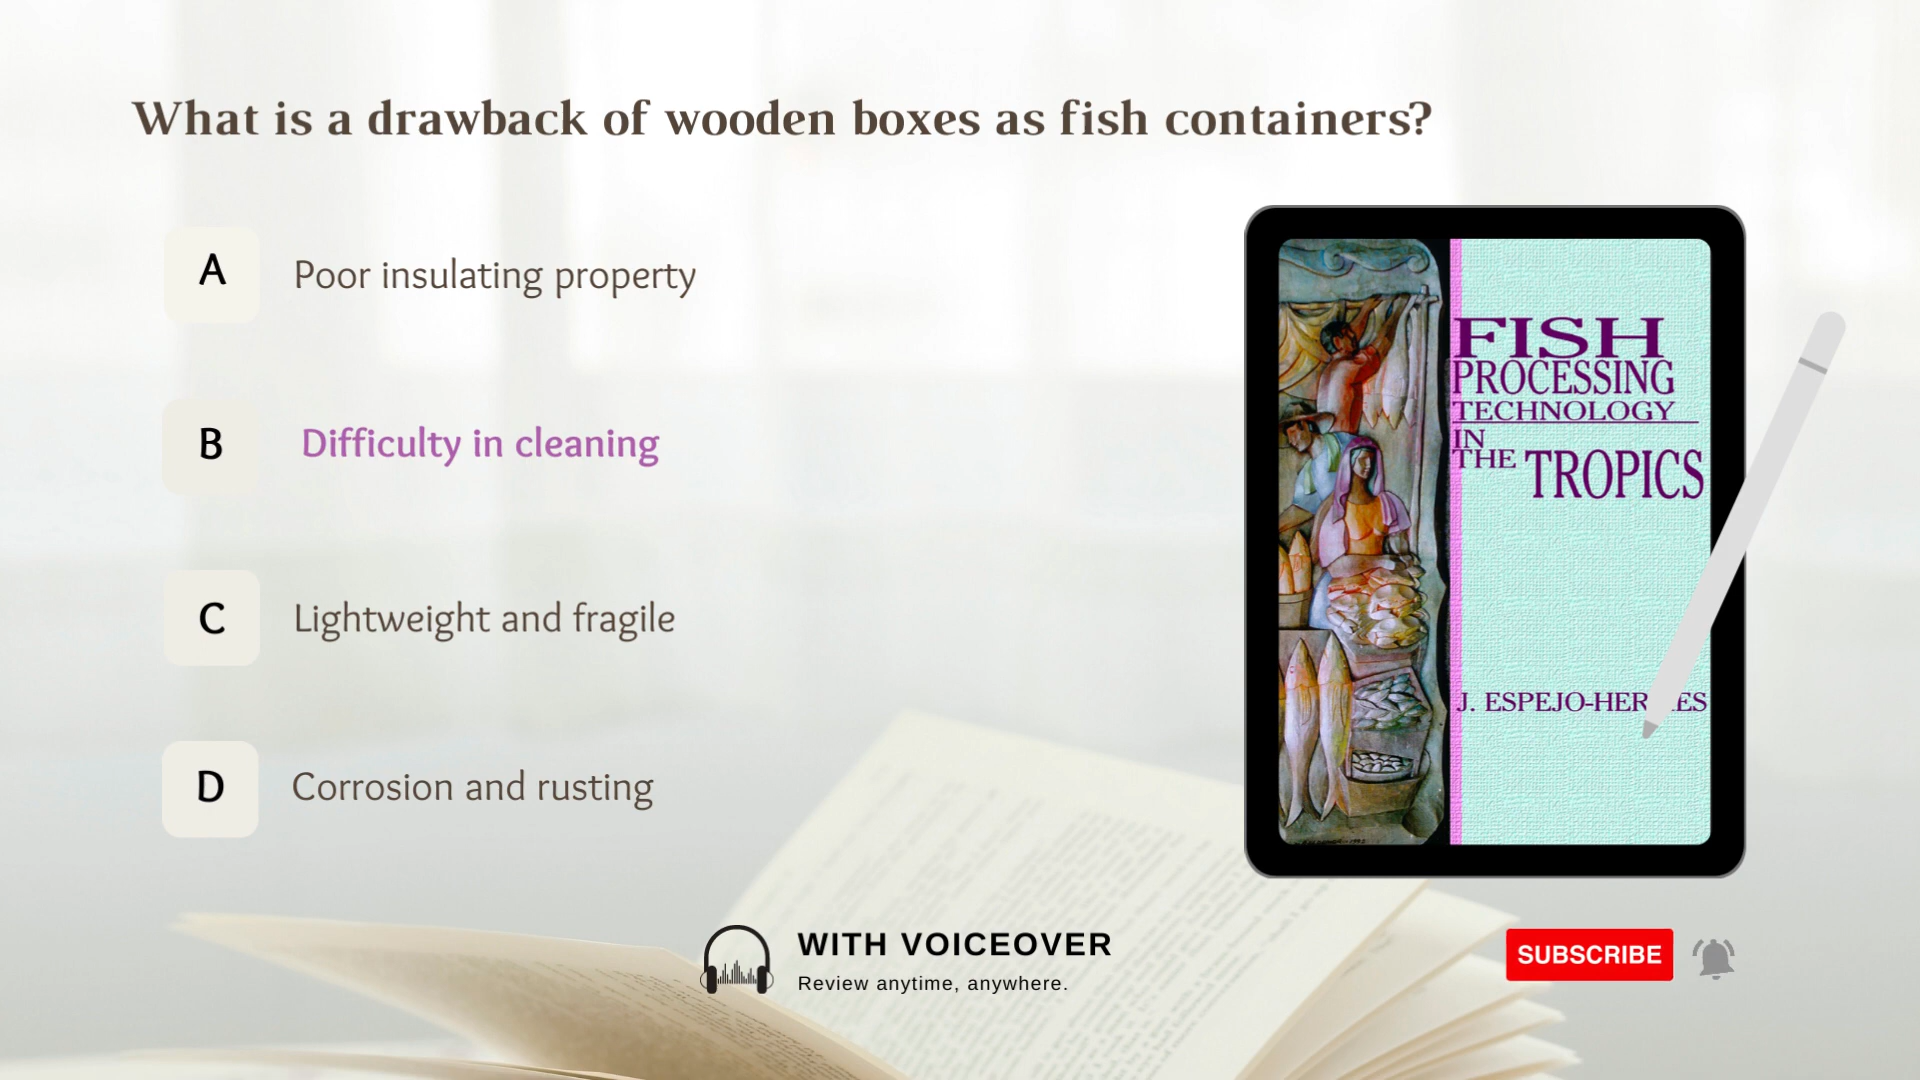 What is a drawback of wooden boxes as fish containers?
A
Poor insulating property
B
Difficulty in cleaning
C
Lightweight and fragile
D
Corrosion and rusting
FISH
PROCESSING
TECHNOLOGY
IN
THE TROPICS
J.
WITH VOICEOVER
Review anytime, anywhere.
SUBSCRIBE